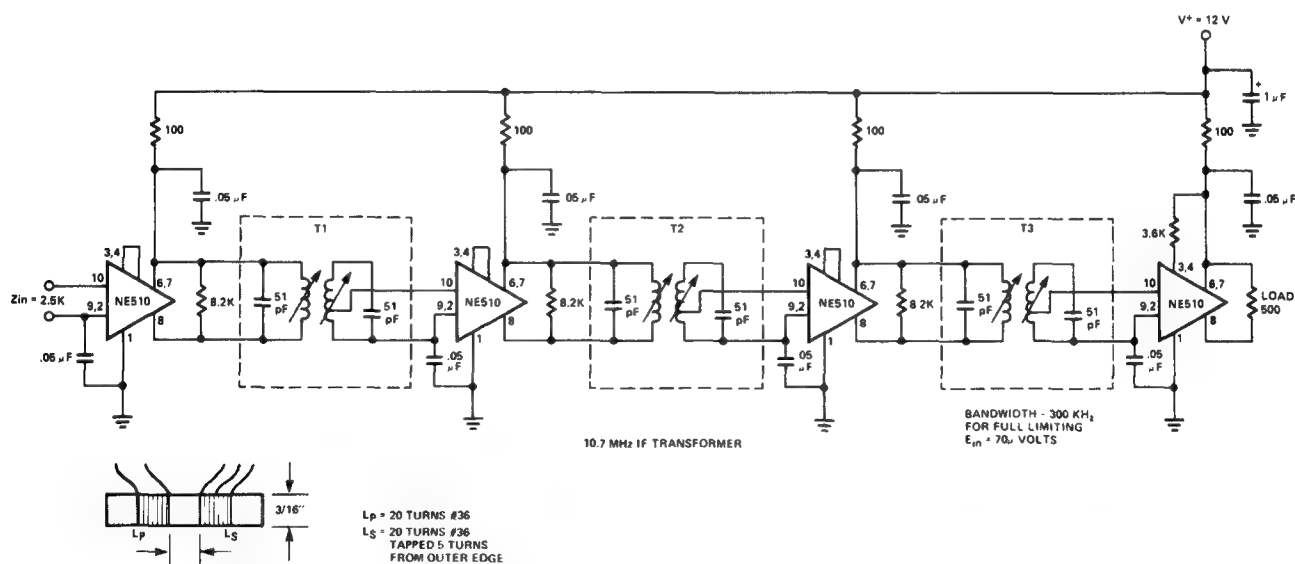 V+ = 12 V
+
1 µF
100
100
100
100
.05 µF
05 µF
05 µF
.05 µF
T1
T2
T3
3.6K
3,4
3,4
3,4
3,4
10
Zin = 2.5K
9,2
NE510
6,7
8
1
.05 µF
8.2K
51 pF
51 pF
10
9,2
NE510
6,7
8
1
.05 µF
8.2K
51 pF
51 pF
10
9,2
NE510
6,7
8
1
05 µF
8.2K
51 pF
51 pF
10
9,2
NE510
6,7
8
1
.05 µF
LOAD
500
10.7 MHz IF TRANSFORMER
BANDWIDTH - 300 KHz
FOR FULL LIMITING
Ein = 70µ VOLTS
3/16"
LP
LS
LP = 20 TURNS #36
LS = 20 TURNS #36
TAPPED 5 TURNS
FROM OUTER EDGE